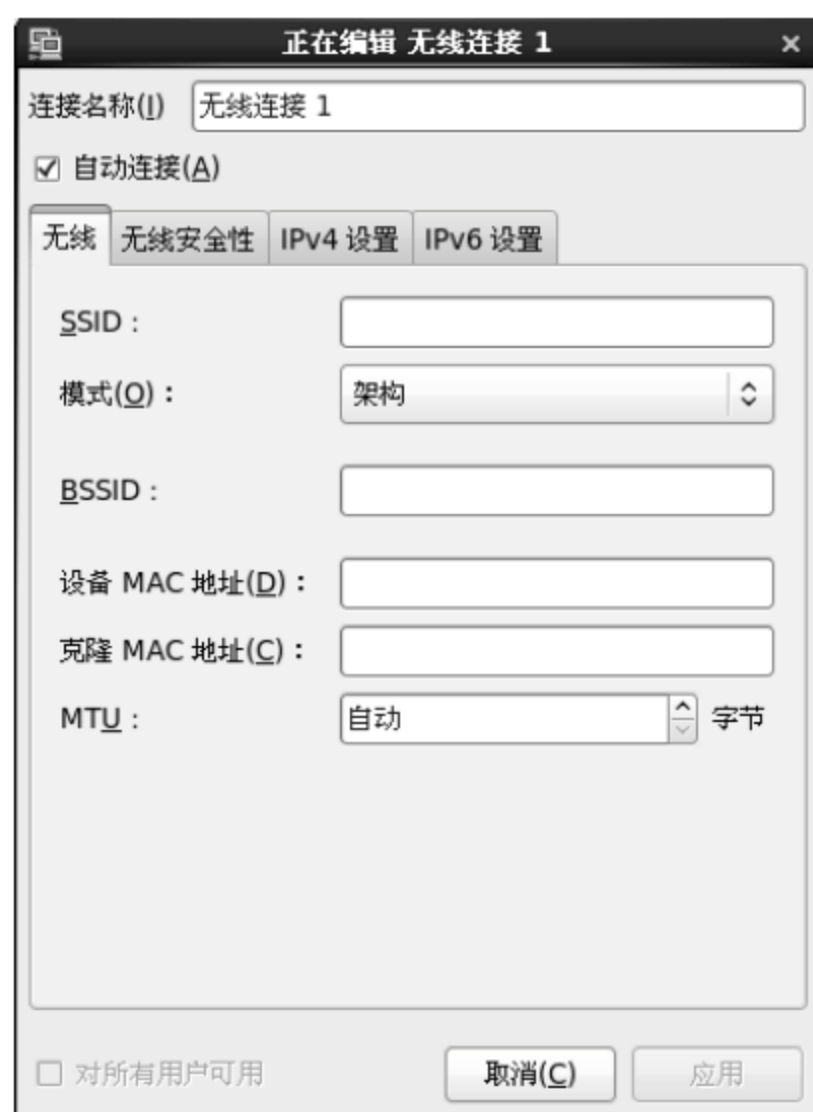 正在编辑 无线连接 1
连接名称(I) 无线连接 1
自动连接(A)
无线 无线安全性 IPv4 设置 IPv6 设置
SSID :
模式(O)： 架构
BSSID :
设备 MAC 地址(D)：
克隆 MAC 地址(C)：
MTU : 自动 字节
对所有用户可用 取消(C) 应用